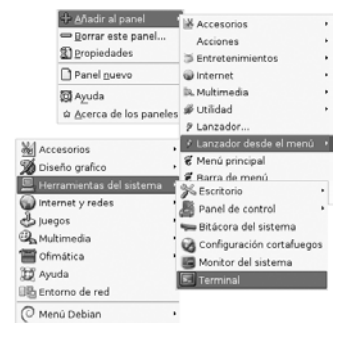 Añadir al panel
Borrar este panel...
Propiedades
Panel nuevo
Ayuda
Acerca de los paneles
Accesorios
Acciones
Entretenimientos
Internet
Multimedia
Utilidad
Lanzador...
Lanzador desde el menú
Menú principal
Barra de menú
Accesorios
Diseño grafico
Herramientas del sistema
Internet y redes
Juegos
Multimedia
Ofimática
Ayuda
Entorno de red
Menú Debian
Escritorio
Panel de control
Bitácora del sistema
Configuración cortafuegos
Monitor del sistema
Terminal